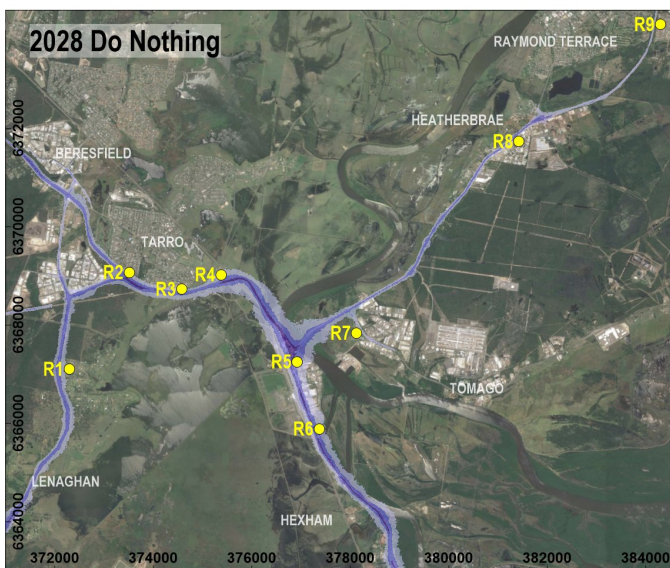 2028 Do Nothing
R9
RAYMOND TERRACE
HEATHERBRAE
R8
BERESFIELD
TARRO
R2
R4
R3
R7
R5
R1
TOMAGO
R6
LENAGHAN
HEXHAM
6372000
6370000
6368000
6366000
6364000
372000 374000 376000 378000 380000 382000 384000